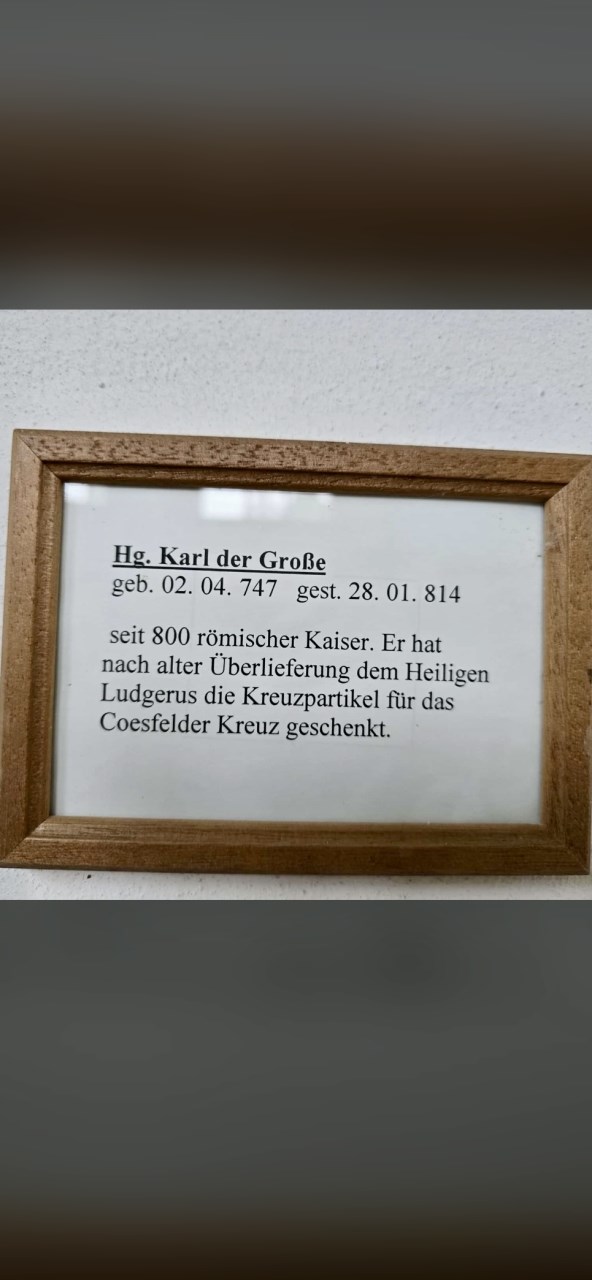 Hg. Karl der Große
geb. 02. 04. 747 gest. 28. 01. 814
seit 800 römischer Kaiser. Er hat
nach alter Überlieferung dem Heiligen
Ludgerus die Kreuzpartikel für das
Coesfelder Kreuz geschenkt.